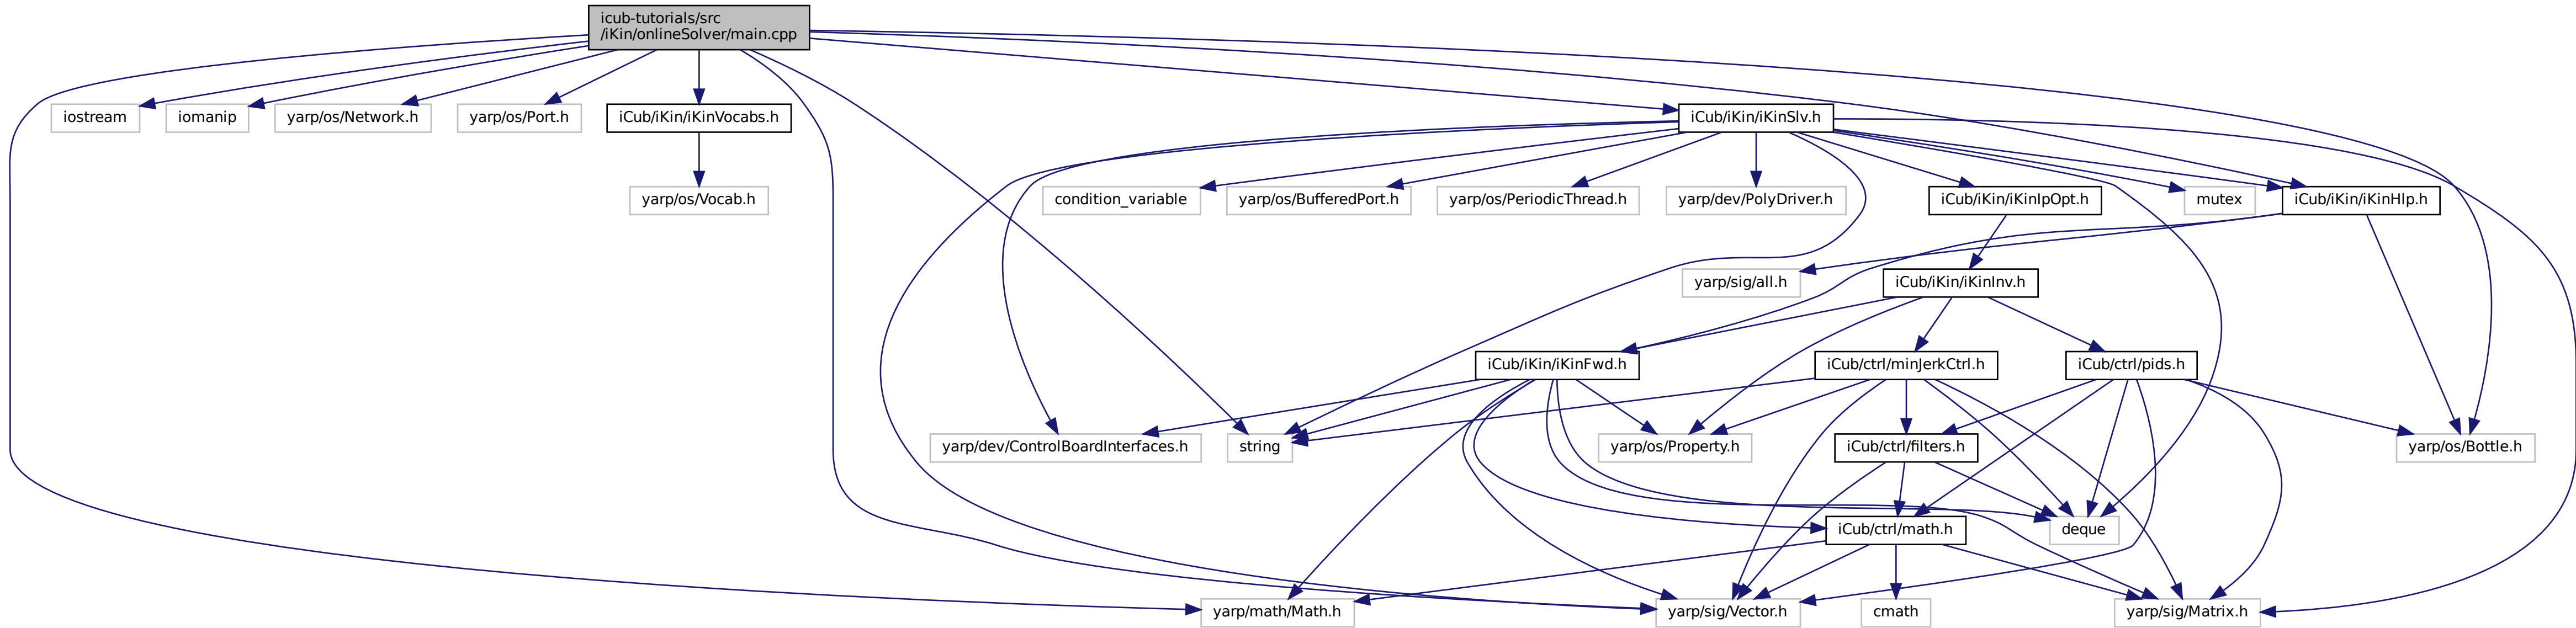 icub-tutorials/src
/iKin/onlineSolver/main.cpp
iostream
iomanip
yarp/os/Network.h
yarp/os/Port.h
iCub/iKin/iKinVocabs.h
iCub/iKin/iKinSlv.h
yarp/os/Vocab.h
condition_variable
yarp/os/BufferedPort.h
yarp/os/PeriodicThread.h
yarp/dev/PolyDriver.h
iCub/iKin/iKinIpOpt.h
mutex
iCub/iKin/iKinHlp.h
yarp/sig/all.h
iCub/iKin/iKinInv.h
iCub/iKin/iKinFwd.h
iCub/ctrl/minJerkCtrl.h
iCub/ctrl/pids.h
yarp/dev/ControlBoardInterfaces.h
string
yarp/os/Property.h
iCub/ctrl/filters.h
yarp/os/Bottle.h
iCub/ctrl/math.h
deque
yarp/math/Math.h
yarp/sig/Vector.h
cmath
yarp/sig/Matrix.h